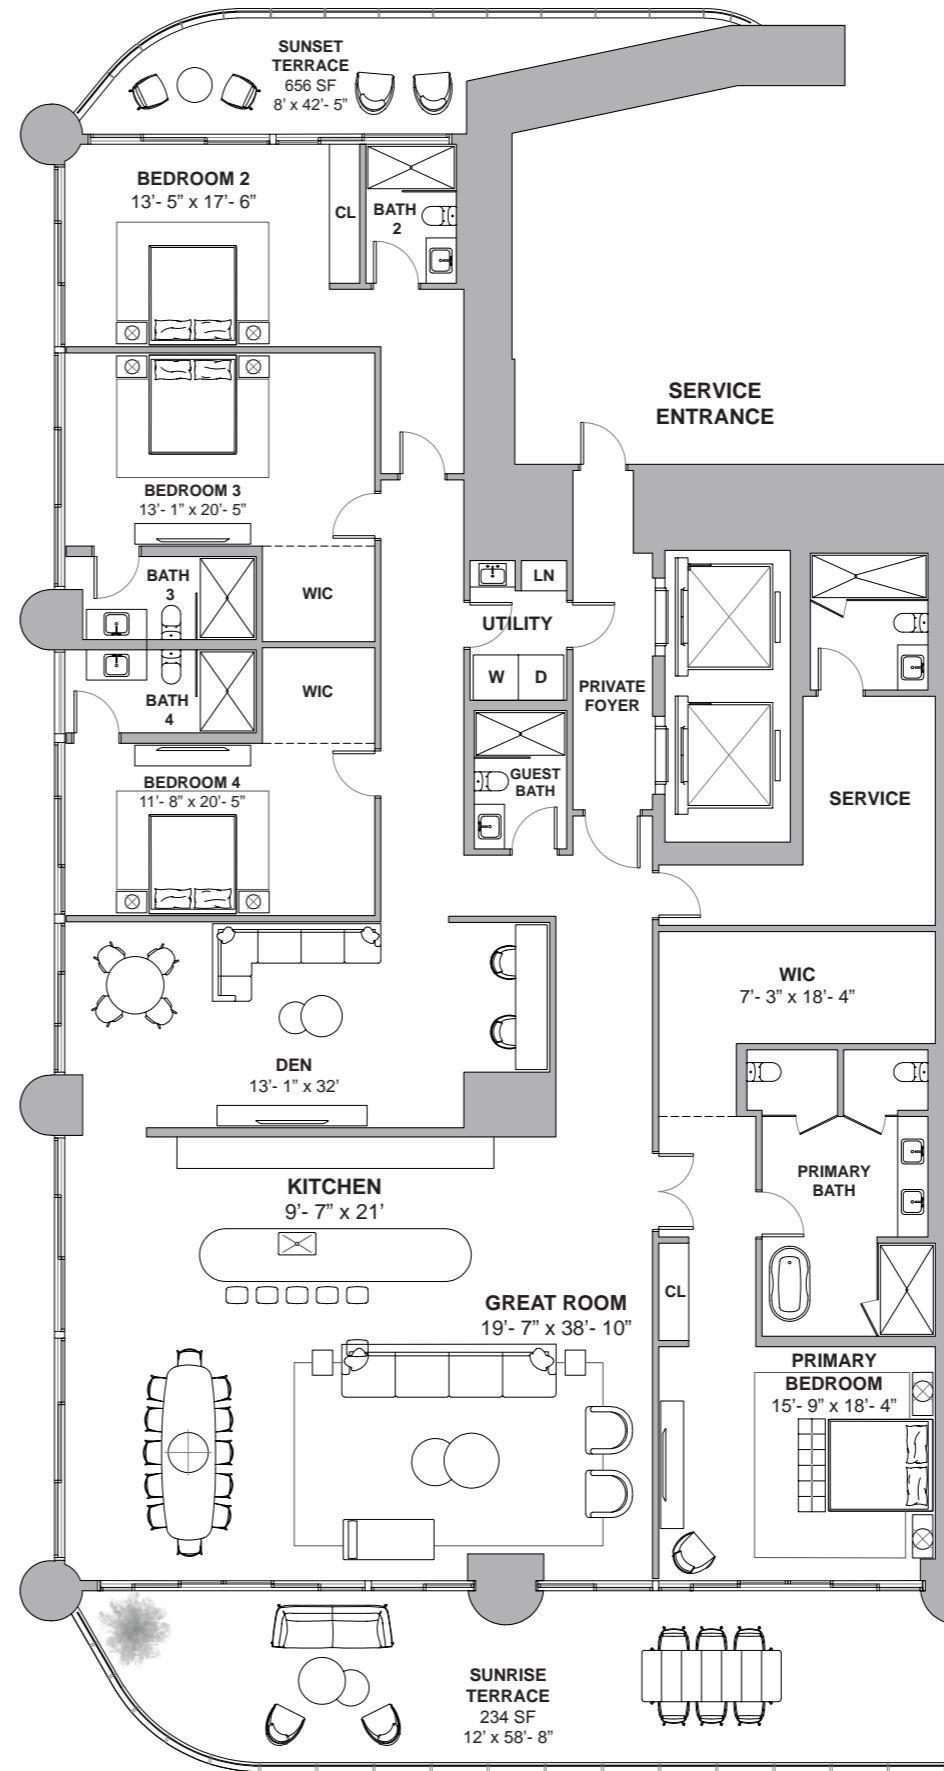 SUNSET
TERRACE
656 SF
8' x 42'- 5”
BEDROOM 2
13'- 5” x 17'- 6”
CL
BATH
2
SERVICE
ENTRANCE
BEDROOM 3
13'- 1” x 20'- 5”
BATH
3
WIC
LN
UTILITY
W
D
PRIVATE
FOYER
WIC
BATH
4
BEDROOM 4
11'- 8” x 20'- 5”
GUEST
BATH
SERVICE
WIC
7'- 3” x 18'- 4”
DEN
13'- 1” x 32'
KITCHEN
9'- 7” x 21'
PRIMARY
BATH
CL
GREAT ROOM
19'- 7” x 38'- 10”
PRIMARY
BEDROOM
15'- 9” x 18'- 4”
SUNRISE
TERRACE
234 SF
12' x 58'- 8”